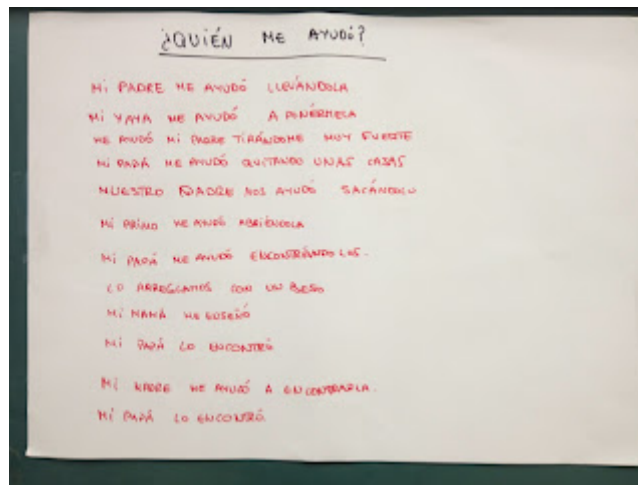 ¿QUIÉN ME AYUDÓ?
MI PADRE ME AYUDÓ LLEVÁNDOLA
MI YAYA ME AYUDÓ A PONÉRMELA
ME AYUDÓ MI PADRE TIRÁNDOME MUY FUERTE
MI PAPÁ ME AYUDÓ QUITANDO UNAS CAJAS
NUESTRO PADRE NOS AYUDÓ SACÁNDOLO
MI PRIMO ME AYUDÓ ABRIÉNDOLA
MI PAPÁ ME AYUDÓ ENCONTRÁNDOLOS.
LO ARREGLAMOS CON UN BESO
MI MAMÁ ME ENSEÑÓ
MI PAPÁ LO ENCONTRÓ
MI MADRE ME AYUDÓ A ENCONTRARLA.
MI PAPÁ LO ENCONTRÓ